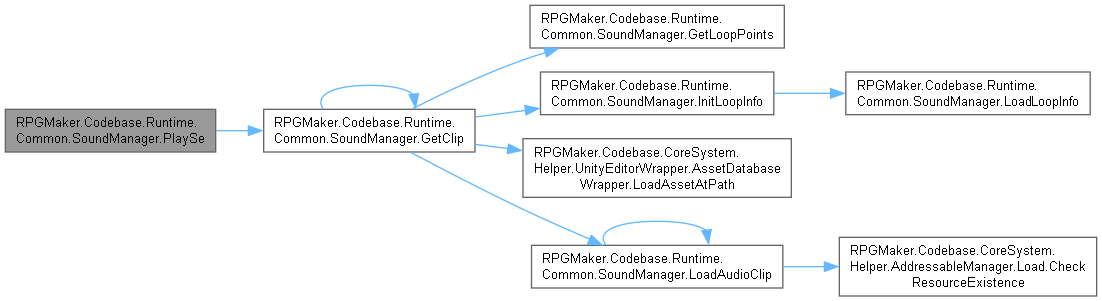 RPGMaker.Codebase.Runtime.
Common.SoundManager.PlaySe
RPGMaker.Codebase.Runtime.
Common.SoundManager.GetClip
RPGMaker.Codebase.Runtime.
Common.SoundManager.GetLoopPoints
RPGMaker.Codebase.Runtime.
Common.SoundManager.InitLoopInfo
RPGMaker.Codebase.Runtime.
Common.SoundManager.LoadLoopInfo
RPGMaker.Codebase.CoreSystem.
Helper.UnityEditorWrapper.AssetDatabase
Wrapper.LoadAssetAtPath
RPGMaker.Codebase.Runtime.
Common.SoundManager.LoadAudioClip
RPGMaker.Codebase.CoreSystem.
Helper.AddressableManager.Load.Check
ResourceExistence